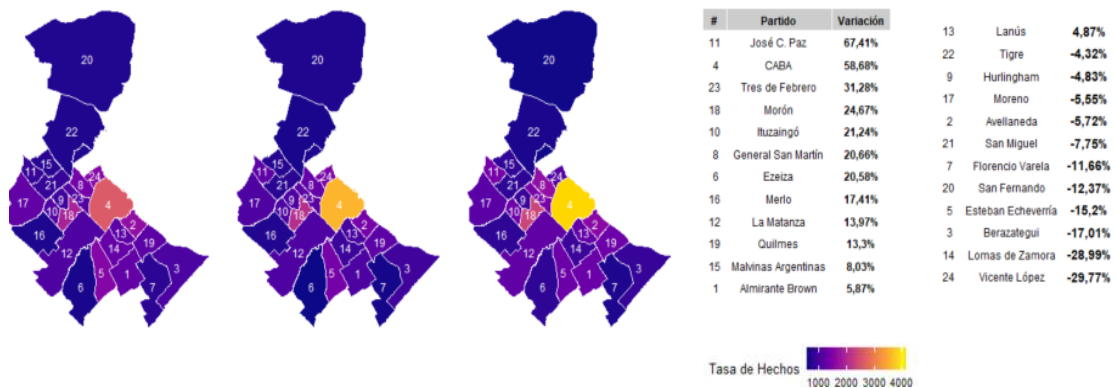 20
22
15
11
24
21
8
17
9
23
10
18
4
2
16
13
14
19
12
5
1
3
6
7
20
22
15
11
24
21
8
17
9
23
10
18
4
2
16
13
14
19
12
5
1
3
6
7
20
22
15
11
24
21
8
17
9
23
10
18
4
2
16
13
14
19
12
5
1
3
6
7
# Partido Variación
11 José C. Paz 67,41%
4 CABA 58,68%
23 Tres de Febrero 31,28%
18 Morón 24,67%
10 Ituzaingó 21,24%
8 General San Martín 20,66%
6 Ezeiza 20,58%
16 Merlo 17,41%
12 La Matanza 13,97%
19 Quilmes 13,3%
15 Malvinas Argentinas 8,03%
1 Almirante Brown 5,87%
13 Lanús 4,87%
22 Tigre -4,32%
9 Hurlingham -4,83%
17 Moreno -5,55%
2 Avellaneda -5,72%
21 San Miguel -7,75%
7 Florencio Varela -11,66%
20 San Fernando -12,37%
5 Esteban Echeverría -15,2%
3 Berazategui -17,01%
14 Lomas de Zamora -28,99%
24 Vicente López -29,77%
Tasa de Hechos
1000 2000 3000 4000